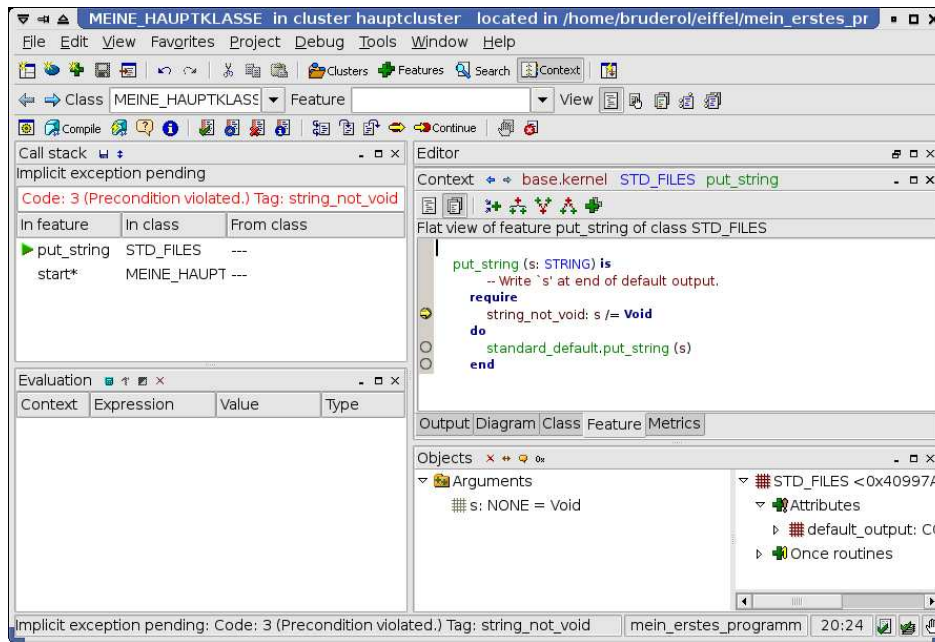 MEINE_HAUPTKLASSE in cluster hauptcluster located in /home/bruderol/eiffel/mein_erstes_pr
File Edit View Favorites Project Debug Tools Window Help
Clusters Features Search Context
Class MEINE_HAUPTKLASS Feature View
Compile Continue
Call stack
Implicit exception pending
Code: 3 (Precondition violated.) Tag: string_not_void
In feature In class From class
put_string STD_FILES ---
start* MEINE_HAUPT ---
Evaluation
Context Expression Value Type
Editor
Context base.kernel STD_FILES put_string
Flat view of feature put_string of class STD_FILES
put_string (s: STRING) is
-- Write `s' at end of default output.
require
string_not_void: s /= Void
do
standard_default.put_string (s)
end
Output Diagram Class Feature Metrics
Objects
Arguments
s: NONE = Void
STD_FILES <0x40997A
Attributes
default_output: CO
Once routines
Implicit exception pending: Code: 3 (Precondition violated.) Tag: string_not_void mein_erstes_programm 20:24